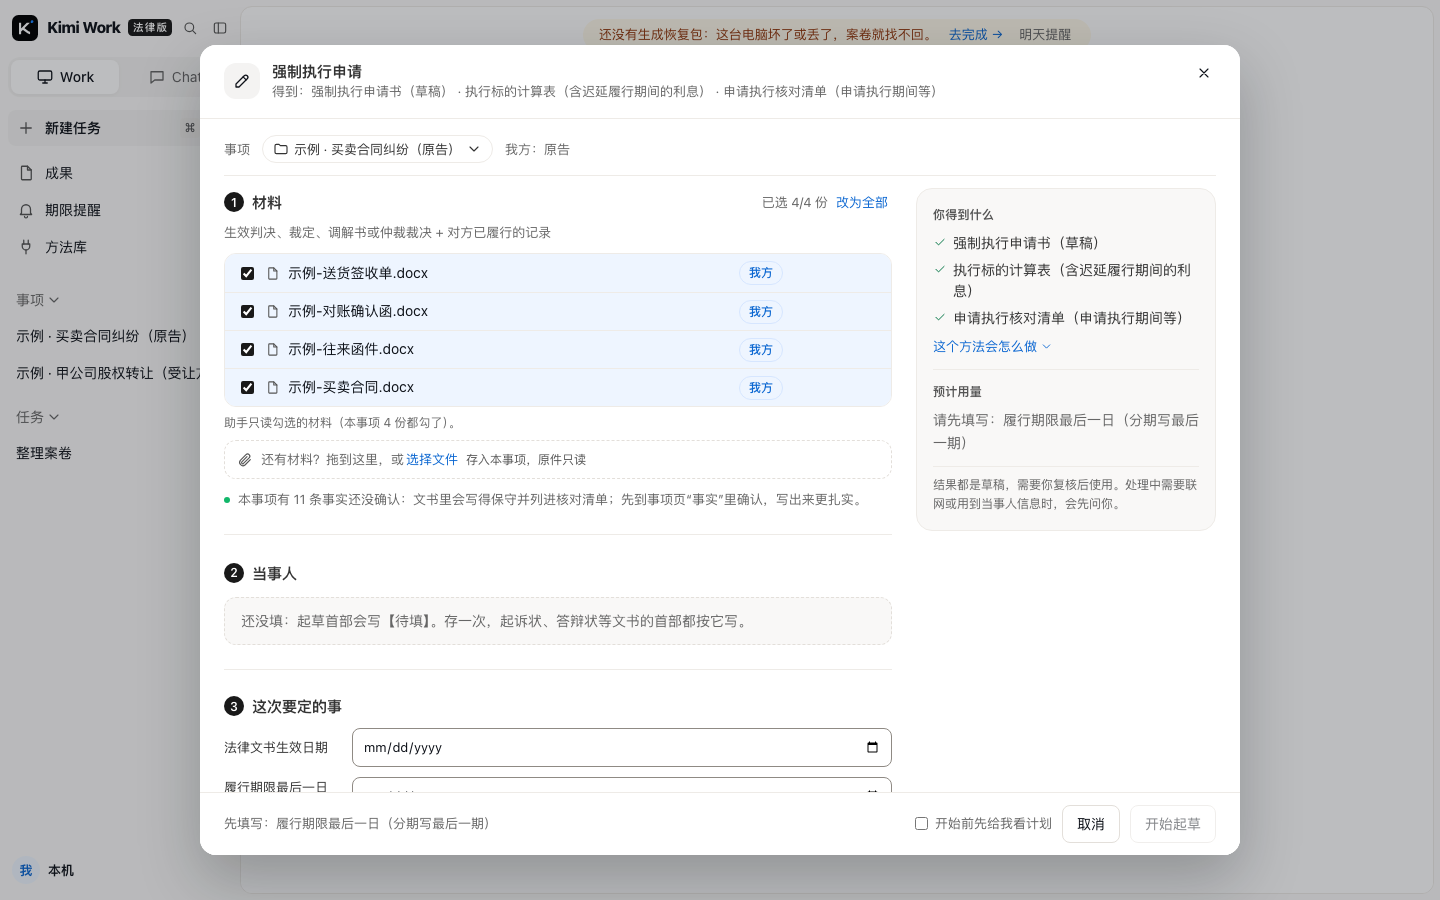 Kimi Work 法律版
还没有生成恢复包：这台电脑坏了或丢了，案卷就找不回。 去完成 → 明天提醒
Work
Chat
新建任务 ⌘
成果
期限提醒
方法库
事项
示例 · 买卖合同纠纷（原告）
示例 · 甲公司股权转让（受让
任务
整理案卷
我 本机
强制执行申请
得到：强制执行申请书（草稿） · 执行标的计算表（含迟延履行期间的利息） · 申请执行核对清单（申请执行期间等）
事项 示例 · 买卖合同纠纷（原告） 我方：原告
1 材料 已选 4/4 份 改为全部
生效判决、裁定、调解书或仲裁裁决 + 对方已履行的记录
示例-送货签收单.docx 我方
示例-对账确认函.docx 我方
示例-往来函件.docx 我方
示例-买卖合同.docx 我方
助手只读勾选的材料（本事项 4 份都勾了）。
还有材料？拖到这里，或 选择文件 存入本事项，原件只读
本事项有 11 条事实还没确认：文书里会写得保守并列进核对清单；先到事项页“事实”里确认，写出来更扎实。
2 当事人
还没填：起草首部会写【待填】。存一次，起诉状、答辩状等文书的首部都按它写。
3 这次要定的事
法律文书生效日期 mm/dd/yyyy
履行期限最后一日
你得到什么
强制执行申请书（草稿）
执行标的计算表（含迟延履行期间的利
息）
申请执行核对清单（申请执行期间等）
这个方法会怎么做
预计用量
请先填写：履行期限最后一日（分期写最后
一期）
结果都是草稿，需要你复核后使用。处理中需要联
网或用到当事人信息时，会先问你。
先填写：履行期限最后一日（分期写最后一期）
开始前先给我看计划 取消 开始起草